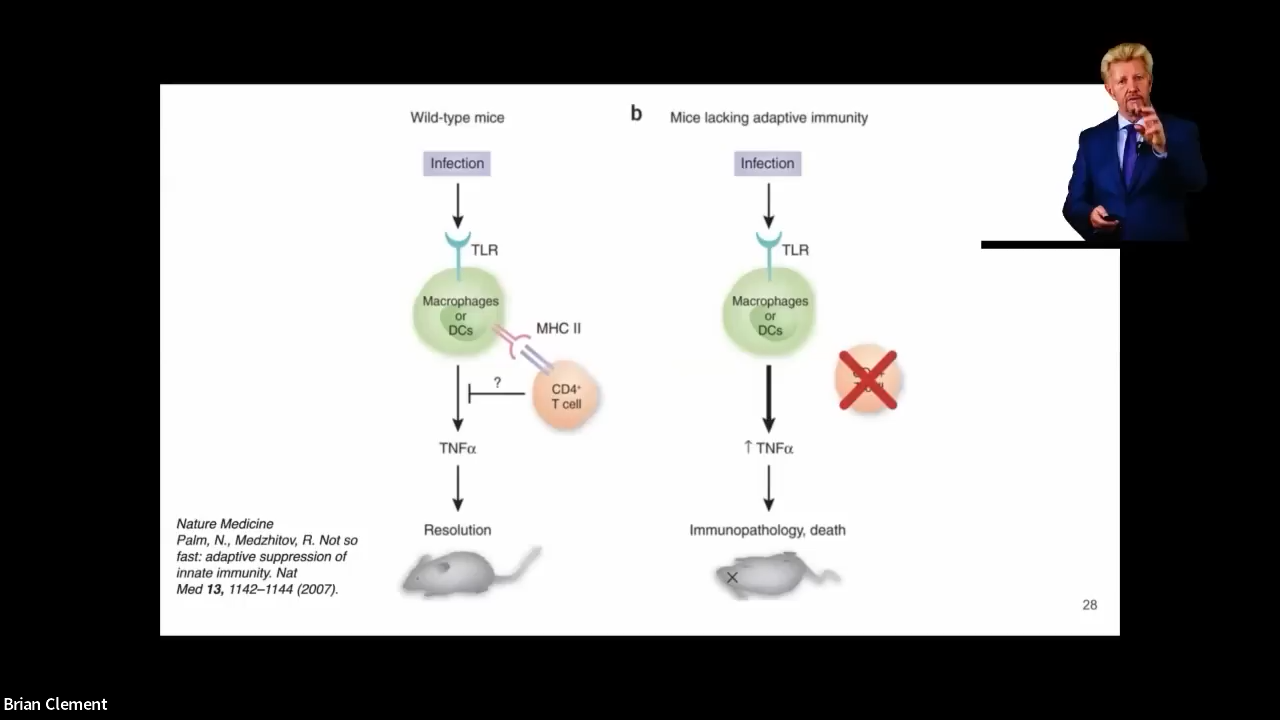 Wild-type mice
Infection
TLR
Macrophages
or
DCs
MHC II
?
CD4⁺
T cell
TNFα
Resolution
b
Mice lacking adaptive immunity
Infection
TLR
Macrophages
or
DCs
↑ TNFα
Immunopathology, death
Nature Medicine
Palm, N., Medzhitov, R. Not so
fast: adaptive suppression of
innate immunity. Nat
Med 13, 1142–1144 (2007).
28
Brian Clement